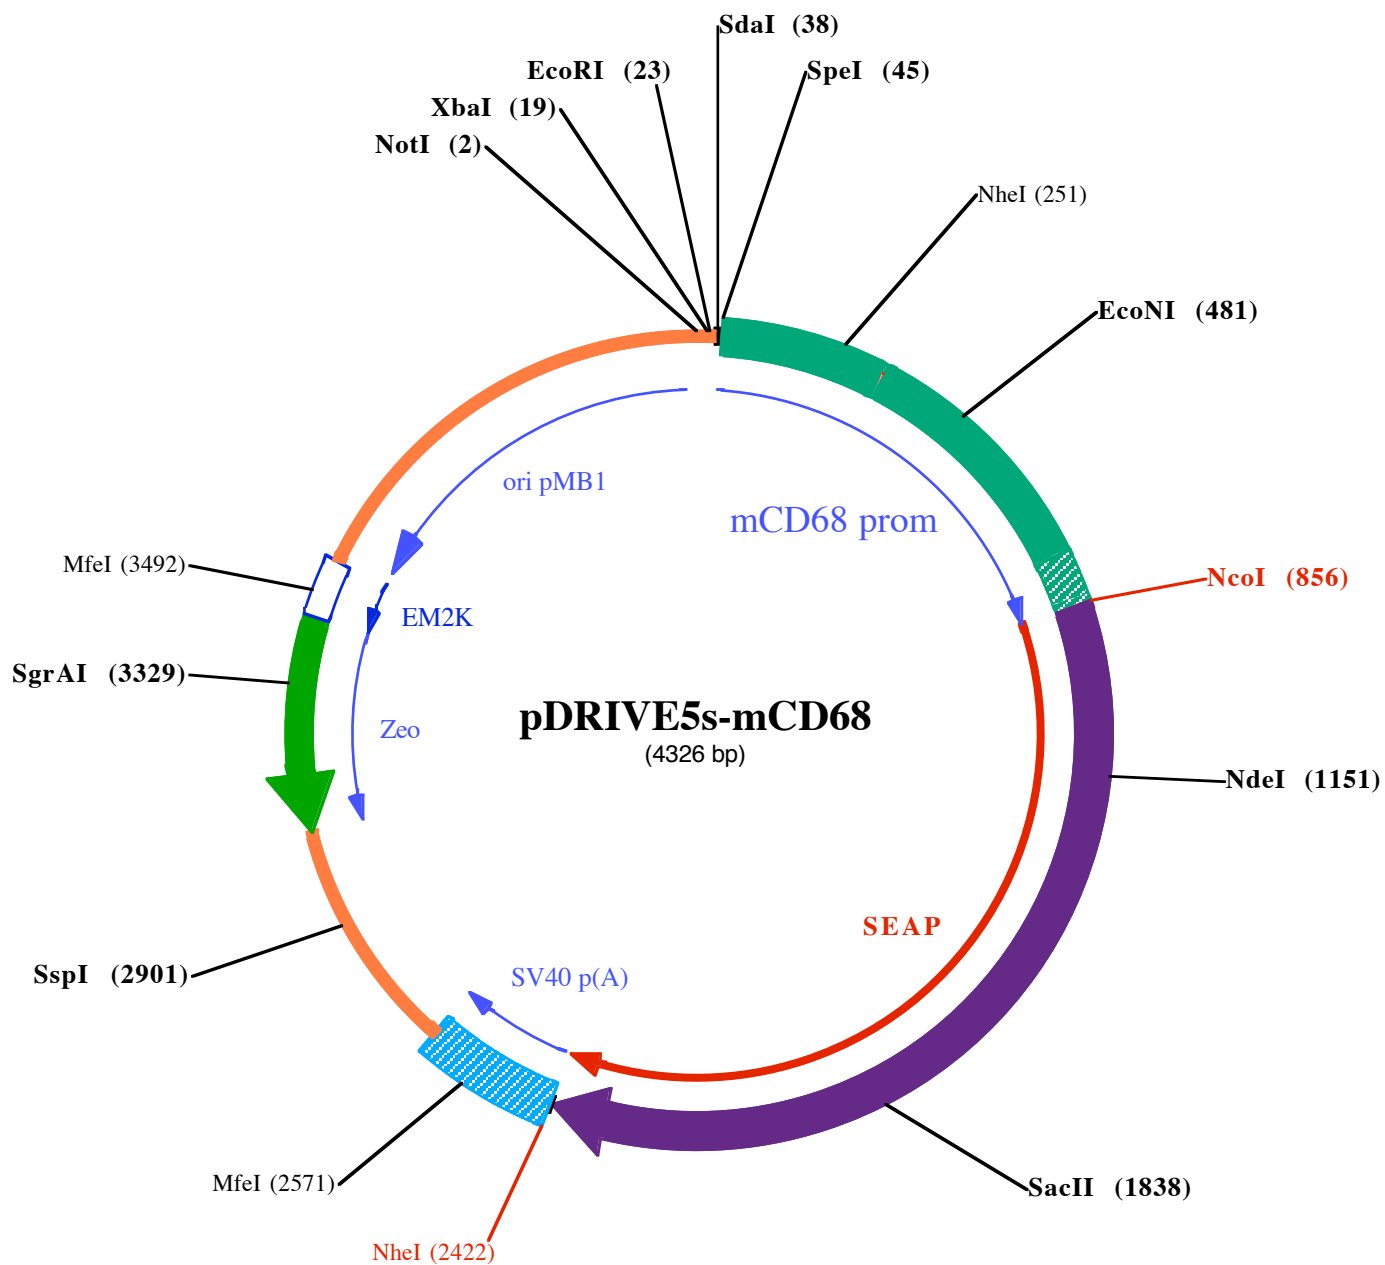 SdaI (38)
EcoRI (23)
SpeI (45)
XbaI (19)
NotI (2)
NheI (251)
EcoNI (481)
ori pMB1
mCD68 prom
MfeI (3492)
NcoI (856)
EM2K
SgrAI (3329)
pDRIVE5s-mCD68
Zeo
(4326 bp)
NdeI (1151)
SEAP
SspI (2901)
SV40 p(A)
MfeI (2571)
SacII (1838)
NheI (2422)